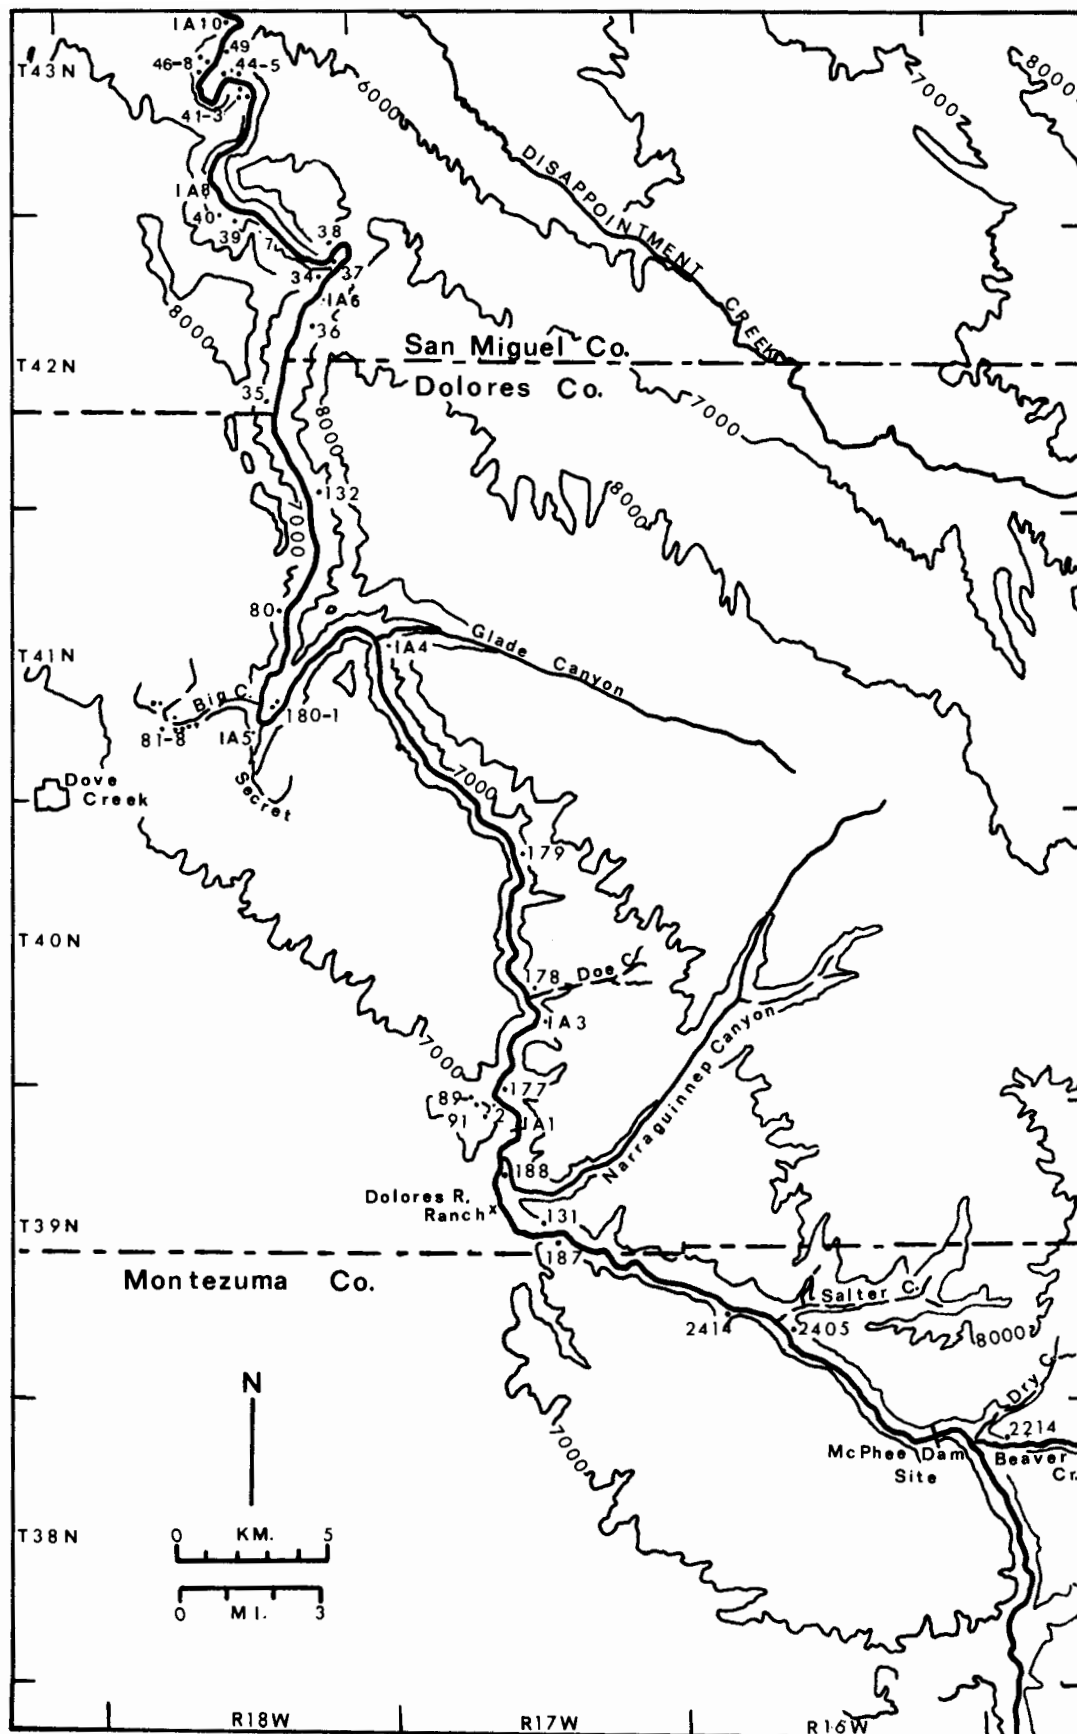 IA10
49
T43N
46-8
44-5
41-3
6000
7000
8000
DISAPPOINTMENT CREEK
IA8
40
39
7
38
34
37
IA6
36
8000
San Miguel Co.
T42N
Dolores Co.
35
7000
8000
132
8000
7000
80
Glade Canyon
T41N
IA4
Big C.
180-1
81-8
IA5
Secret
Dove
Creek
7000
179
T40N
178
Doe C.
IA3
7000
Narraguinnep Canyon
177
89
2
91
IA1
188
Dolores R.
Ranch x
131
T39N
187
Montezuma Co.
Salter C.
2414
2405
8000
N
Dry C.
2214
7000
McPhee Dam
Site
Beaver
Cr.
T38N
0 KM. 5
0 MI. 3
R18W
R17W
R16W